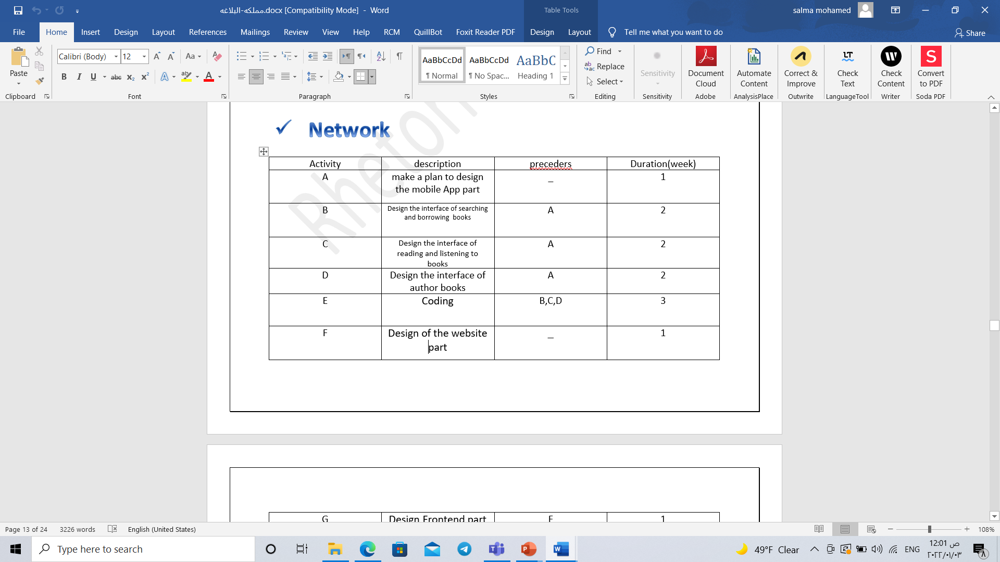 مملكه-البلاغه.docx [Compatibility Mode] - Word
Table Tools
salma mohamed
File Home Insert Design Layout References Mailings Review View Help RCM QuillBot Foxit Reader PDF Design Layout Tell me what you want to do Share
Calibri (Body) 12
Paste
AaBbCcDd AaBbCcDd AaBbC
¶ Normal ¶ No Spac... Heading 1
Find
Replace
Select
Sensitivity
Document Cloud
Automate Content
Correct & Improve
Check Text
Check Content
Convert to PDF
Clipboard Font Paragraph Styles Editing Sensitivity Adobe AnalysisPlace Outwrite LanguageTool Writer Soda PDF
✓ Network
Activity description preceders Duration(week)
A make a plan to design _ 1
the mobile App part
B Design the interface of searching A 2
and borrowing books
C Design the interface of A 2
reading and listening to
books
D Design the interface of A 2
author books
E Coding B,C,D 3
F Design of the website _ 1
part
G Design Frontend part F 1
Page 13 of 24 3226 words English (United States) 108%
Type here to search
49°F Clear ENG
12:01 ص
٢٠٢٢/٠١/٠٣
٨